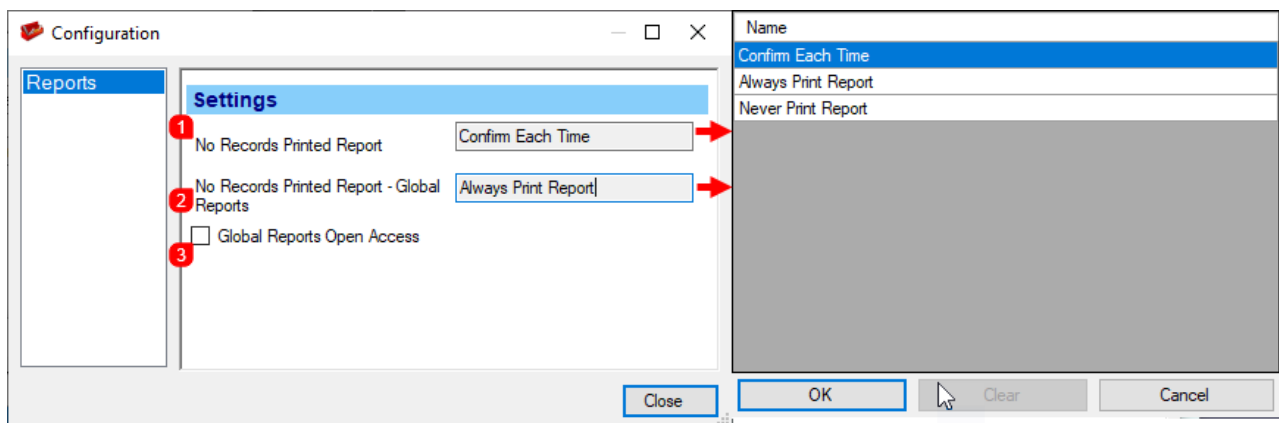 Configuration
Reports
Settings
1
No Records Printed Report
Confirm Each Time
2
No Records Printed Report - Global
Reports
Always Print Report
3
Global Reports Open Access
Close
Name
Confirm Each Time
Always Print Report
Never Print Report
OK
Clear
Cancel